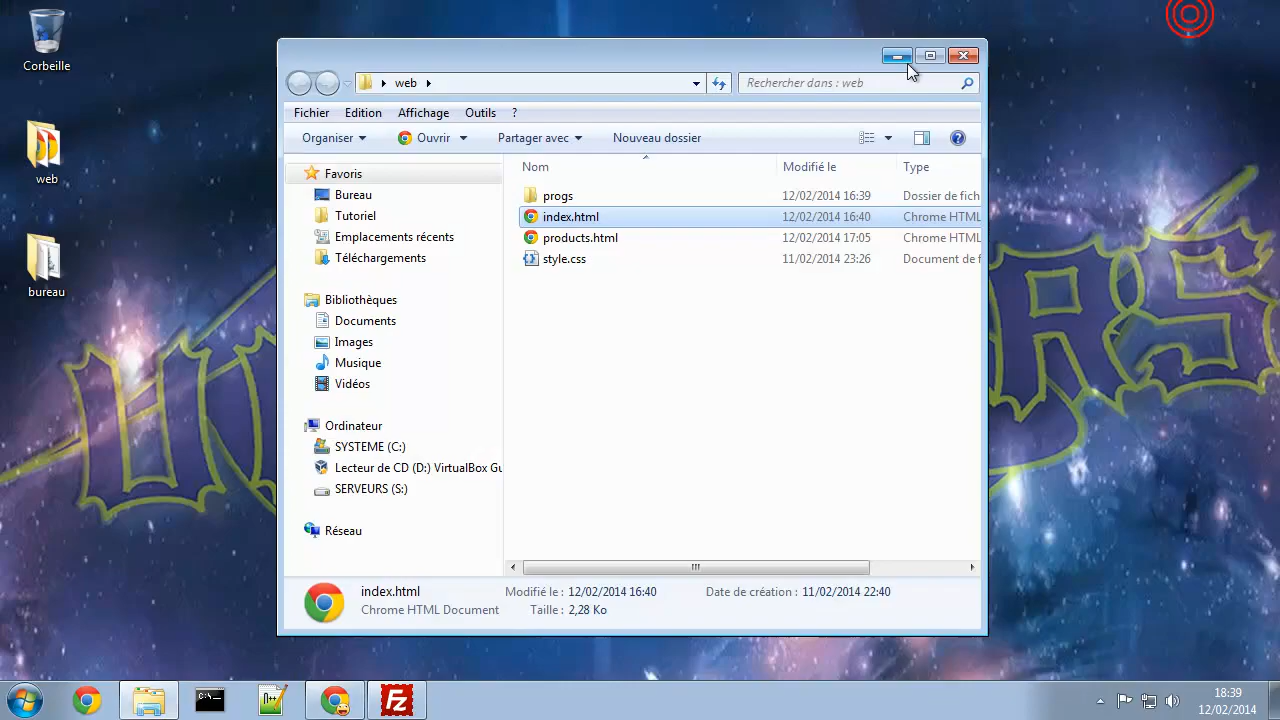 Corbeille
web
bureau
web
Rechercher dans : web
Fichier Edition Affichage Outils ?
Organiser Ouvrir Partager avec Nouveau dossier
Favoris
Bureau
Tutoriel
Emplacements récents
Téléchargements
Bibliothèques
Documents
Images
Musique
Vidéos
Ordinateur
SYSTEME (C:)
Lecteur de CD (D:) VirtualBox Gu
SERVEURS (S:)
Réseau
Nom Modifié le Type
progs 12/02/2014 16:39 Dossier de fich
index.html 12/02/2014 16:40 Chrome HTML
products.html 12/02/2014 17:05 Chrome HTML
style.css 11/02/2014 23:26 Document de f
index.html Modifié le : 12/02/2014 16:40 Date de création : 11/02/2014 22:40
Chrome HTML Document Taille : 2,28 Ko
C:\
Fz
18:39
12/02/2014